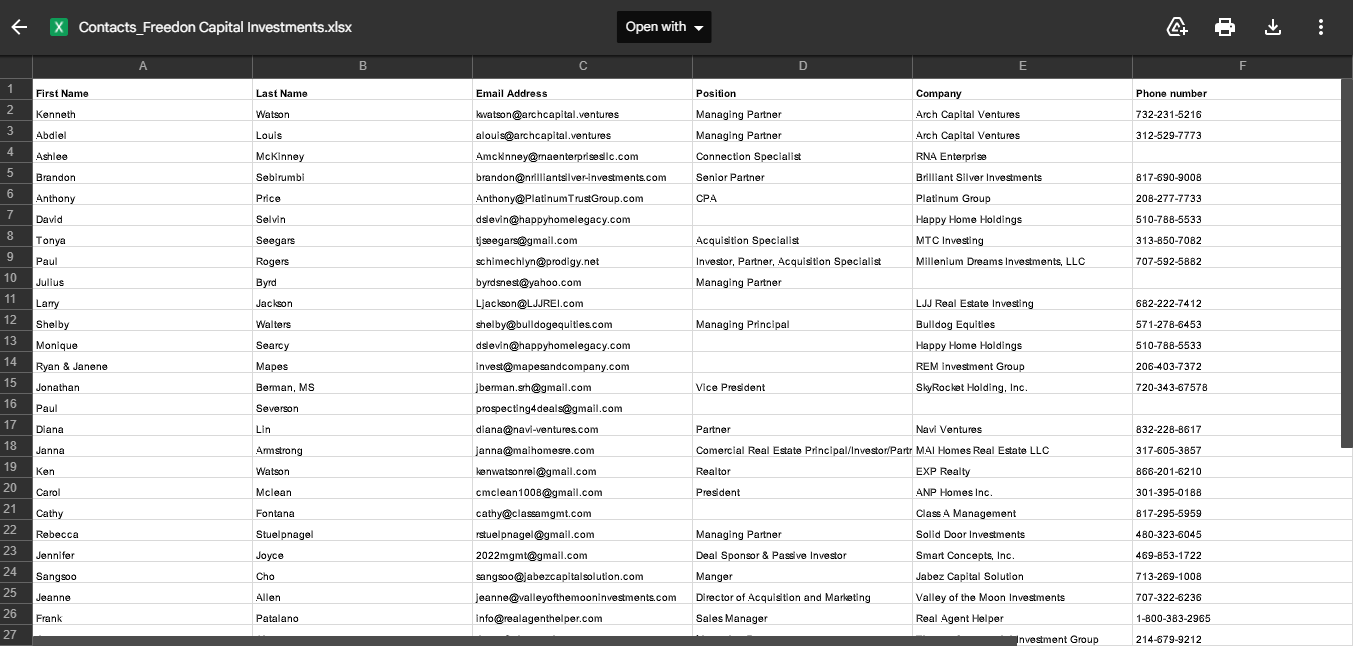 Contacts_Freedon Capital Investments.xlsx Open with
A B C D E F
1 First Name Last Name Email Address Position Company Phone number
2 Kenneth Watson kwatson@archcapital.ventures Managing Partner Arch Capital Ventures 732-231-5216
3 Abdiel Louis alouis@archcapital.ventures Managing Partner Arch Capital Ventures 312-529-7773
4 Ashlee McKinney Amckinney@rnaenterprisesllc.com Connection Specialist RNA Enterprise
5 Brandon Sebirumbi brandon@nrilliantsilver-investments.com Senior Partner Brilliant Silver Investments 817-690-9008
6 Anthony Price Anthony@PlatinumTrustGroup.com CPA Platinum Group 208-277-7733
7 David Selvin dslevin@happyhomelegacy.com Happy Home Holdings 510-788-5533
8 Tonya Seegars tjseegars@gmail.com Acquisition Specialist MTC Investing 313-850-7082
9 Paul Rogers schimechlyn@prodigy.net Investor, Partner, Acquisition Specialist Millenium Dreams Investments, LLC 707-592-5882
10 Julius Byrd byrdsnest@yahoo.com Managing Partner
11 Larry Jackson Ljackson@LJJREI.com LJJ Real Estate Investing 682-222-7412
12 Shelby Walters shelby@bulldogequities.com Managing Principal Bulldog Equities 571-278-6453
13 Monique Searcy dslevin@happyhomelegacy.com Happy Home Holdings 510-788-5533
14 Ryan & Janene Mapes invest@mapesandcompany.com REM Investment Group 206-403-7372
15 Jonathan Berman, MS jberman.srh@gmail.com Vice President SkyRocket Holding, Inc. 720-343-67578
16 Paul Severson prospecting4deals@gmail.com
17 Diana Lin diana@navi-ventures.com Partner Navi Ventures 832-228-8617
18 Janna Armstrong janna@maihomesre.com Comercial Real Estate Principal/Investor/Partr MAI Homes Real Estate LLC 317-605-3857
19 Ken Watson kenwatsonrei@gmail.com Realtor EXP Realty 866-201-6210
20 Carol Mclean cmclean1008@gmail.com President ANP Homes Inc. 301-395-0188
21 Cathy Fontana cathy@classamgmt.com Class A Management 817-295-5959
22 Rebecca Stuelpnagel rstuelpnagel@gmail.com Managing Partner Solid Door Investments 480-323-6045
23 Jennifer Joyce 2022mgmt@gmail.com Deal Sponsor & Passive Investor Smart Concepts, Inc. 469-853-1722
24 Sangsoo Cho sangsoo@jabezcapitalsolution.com Manger Jabez Capital Solution 713-269-1008
25 Jeanne Allen jeanne@valleyofthemooninvestments.com Director of Acquisition and Marketing Valley of the Moon Investments 707-322-6236
26 Frank Patalano info@realagenthelper.com Sales Manager Real Agent Helper 1-800-383-2965
27 Investment Group 214-679-9212